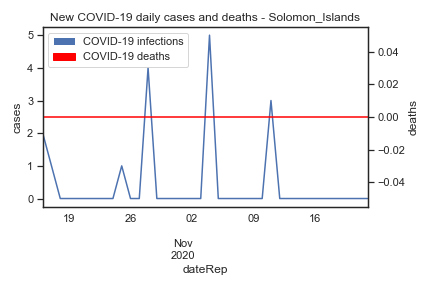 New COVID-19 daily cases and deaths - Solomon_Islands
COVID-19 infections
COVID-19 deaths
5
4
3
2
1
0
cases
0.04
0.02
0.00
−0.02
−0.04
deaths
19 26 02 09 16
Nov
2020
dateRep